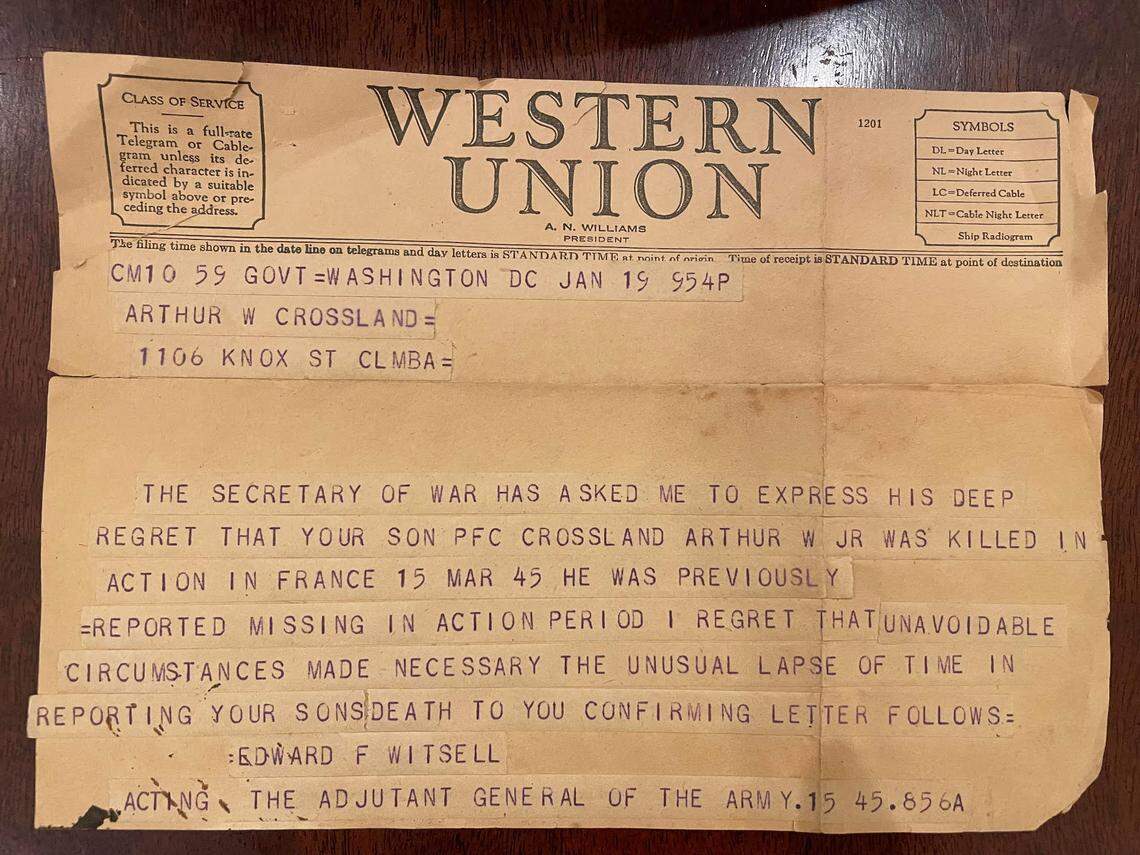 CLASS OF SERVICE
This is a full-rate
Telegram or Cable-
gram unless its de-
ferred character is in-
dicated by a suitable
symbol above or pre-
ceding the address.
WESTERN
UNION
A. N. WILLIAMS
PRESIDENT
1201
SYMBOLS
DL=Day Letter
NL=Night Letter
LC=Deferred Cable
NLT=Cable Night Letter
Ship Radiogram
The filing time shown in the date line on telegrams and day letters is STANDARD TIME at point of origin. Time of receipt is STANDARD TIME at point of destination
CM10 59 GOVT=WASHINGTON DC JAN 19 954P
ARTHUR W CROSSLAND=
1106 KNOX ST CLMBA=
THE SECRETARY OF WAR HAS ASKED ME TO EXPRESS HIS DEEP
REGRET THAT YOUR SON PFC CROSSLAND ARTHUR W JR WAS KILLED IN
ACTION IN FRANCE 15 MAR 45 HE WAS PREVIOUSLY
=REPORTED MISSING IN ACTION PERIOD I REGRET THAT UNAVOIDABLE
CIRCUMSTANCES MADE NECESSARY THE UNUSUAL LAPSE OF TIME IN
REPORTING YOUR SONS DEATH TO YOU CONFIRMING LETTER FOLLOWS=
=EDWARD F WITSELL
ACTING THE ADJUTANT GENERAL OF THE ARMY.15 45.856A